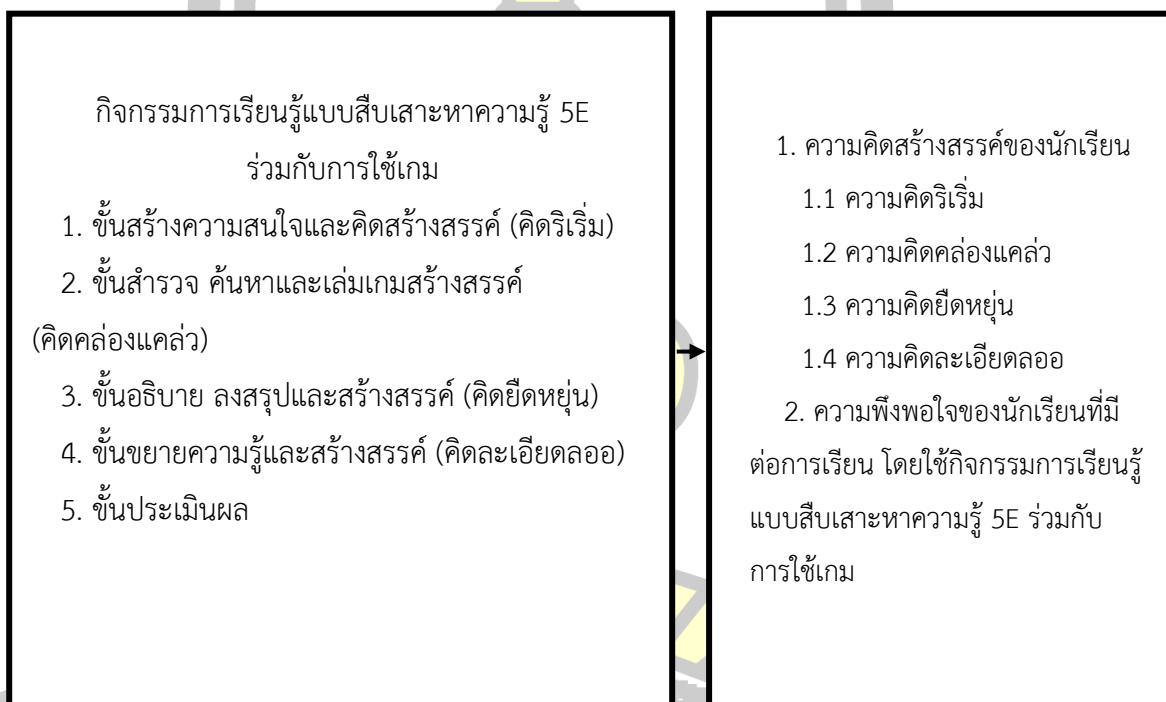 กิจกรรมการเรียนรู้แบบสืบเสาะหาความรู้ 5E
ร่วมกับการใช้เกม
1. ขั้นสร้างความสนใจและคิดสร้างสรรค์ (คิดริเริ่ม)
2. ขั้นสำรวจ ค้นหาและเล่มเกมสร้างสรรค์
(คิดคล่องแคล่ว)
3. ขั้นอธิบาย ลงสรุปและสร้างสรรค์ (คิดยืดหยุ่น)
4. ขั้นขยายความรู้และสร้างสรรค์ (คิดละเอียดลออ)
5. ขั้นประเมินผล
1. ความคิดสร้างสรรค์ของนักเรียน
1.1 ความคิดริเริ่ม
1.2 ความคิดคล่องแคล่ว
1.3 ความคิดยืดหยุ่น
1.4 ความคิดละเอียดลออ
2. ความพึงพอใจของนักเรียนที่มี
ต่อการเรียน โดยใช้กิจกรรมการเรียนรู้
แบบสืบเสาะหาความรู้ 5E ร่วมกับ
การใช้เกม